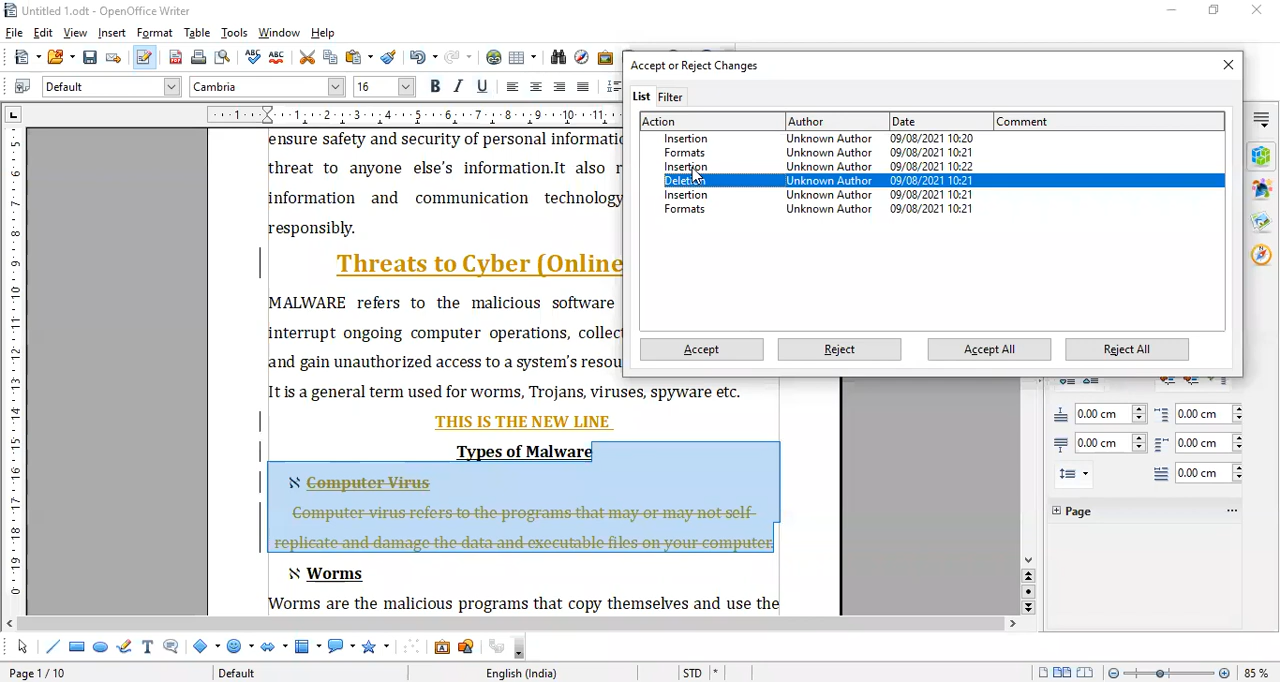 Untitled 1.odt - OpenOffice Writer
File Edit View Insert Format Table Tools Window Help
Default Cambria 16 B I U
Accept or Reject Changes
List Filter
Action Author Date Comment
Insertion Unknown Author 09/08/2021 10:20
Formats Unknown Author 09/08/2021 10:21
Insertion Unknown Author 09/08/2021 10:22
Deletion Unknown Author 09/08/2021 10:21
Insertion Unknown Author 09/08/2021 10:21
Formats Unknown Author 09/08/2021 10:21
Accept Reject Accept All Reject All
ensure safety and security of personal informatio
threat to anyone else's information.It also r
information and communication technology
responsibly.
Threats to Cyber (Online
MALWARE refers to the malicious software
interrupt ongoing computer operations, collec
and gain unauthorized access to a system's resou
It is a general term used for worms, Trojans, viruses, spyware etc.
THIS IS THE NEW LINE
Types of Malware
Computer Virus
Computer virus refers to the programs that may or may not self-
replicate and damage the data and executable files on your computer.
Worms
Worms are the malicious programs that copy themselves and use the
0.00 cm 0.00 cm
0.00 cm 0.00 cm
0.00 cm
Page
Page 1 / 10 Default English (India) STD * 85 %